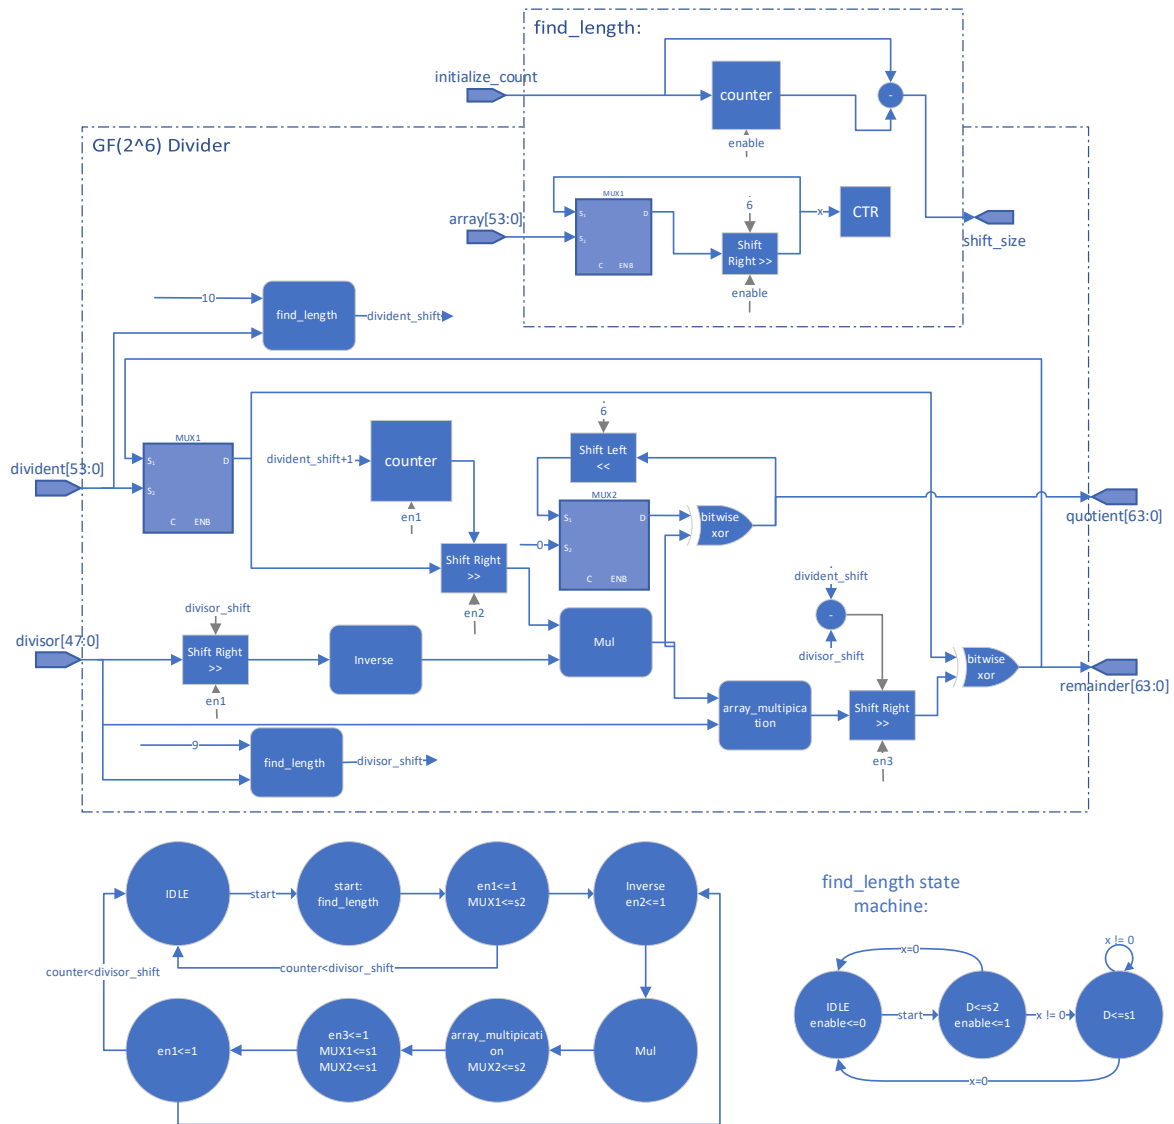 find_length:
initialize_count
counter
-
enable
GF(2^6) Divider
MUX1
S₁
D
S₂
C ENB
array[53:0]
6
Shift
Right >>
enable
x
CTR
shift_size
10
find_length
divident_shift
MUX1
S₁
D
S₂
C ENB
divident[53:0]
divident_shift+1
counter
en1
6
Shift Left
<<
MUX2
S₁
D
0
S₂
C ENB
bitwise
xor
quotient[63:0]
Shift Right
>>
en2
divident_shift
-
divisor_shift
divisor_shift
divisor[47:0]
Shift Right
>>
en1
Inverse
Mul
bitwise
xor
remainder[63:0]
array_multipica
tion
Shift Right
>>
en3
9
find_length
divisor_shift
IDLE
start
start:
find_length
en1<=1
MUX1<=s2
Inverse
en2<=1
counter<divisor_shift
counter<divisor_shift
en1<=1
en3<=1
MUX1<=s1
MUX2<=s1
array_multipicati
on
MUX2<=s2
Mul
find_length state
machine:
x=0
x != 0
IDLE
enable<=0
start
D<=s2
enable<=1
x != 0
D<=s1
x=0